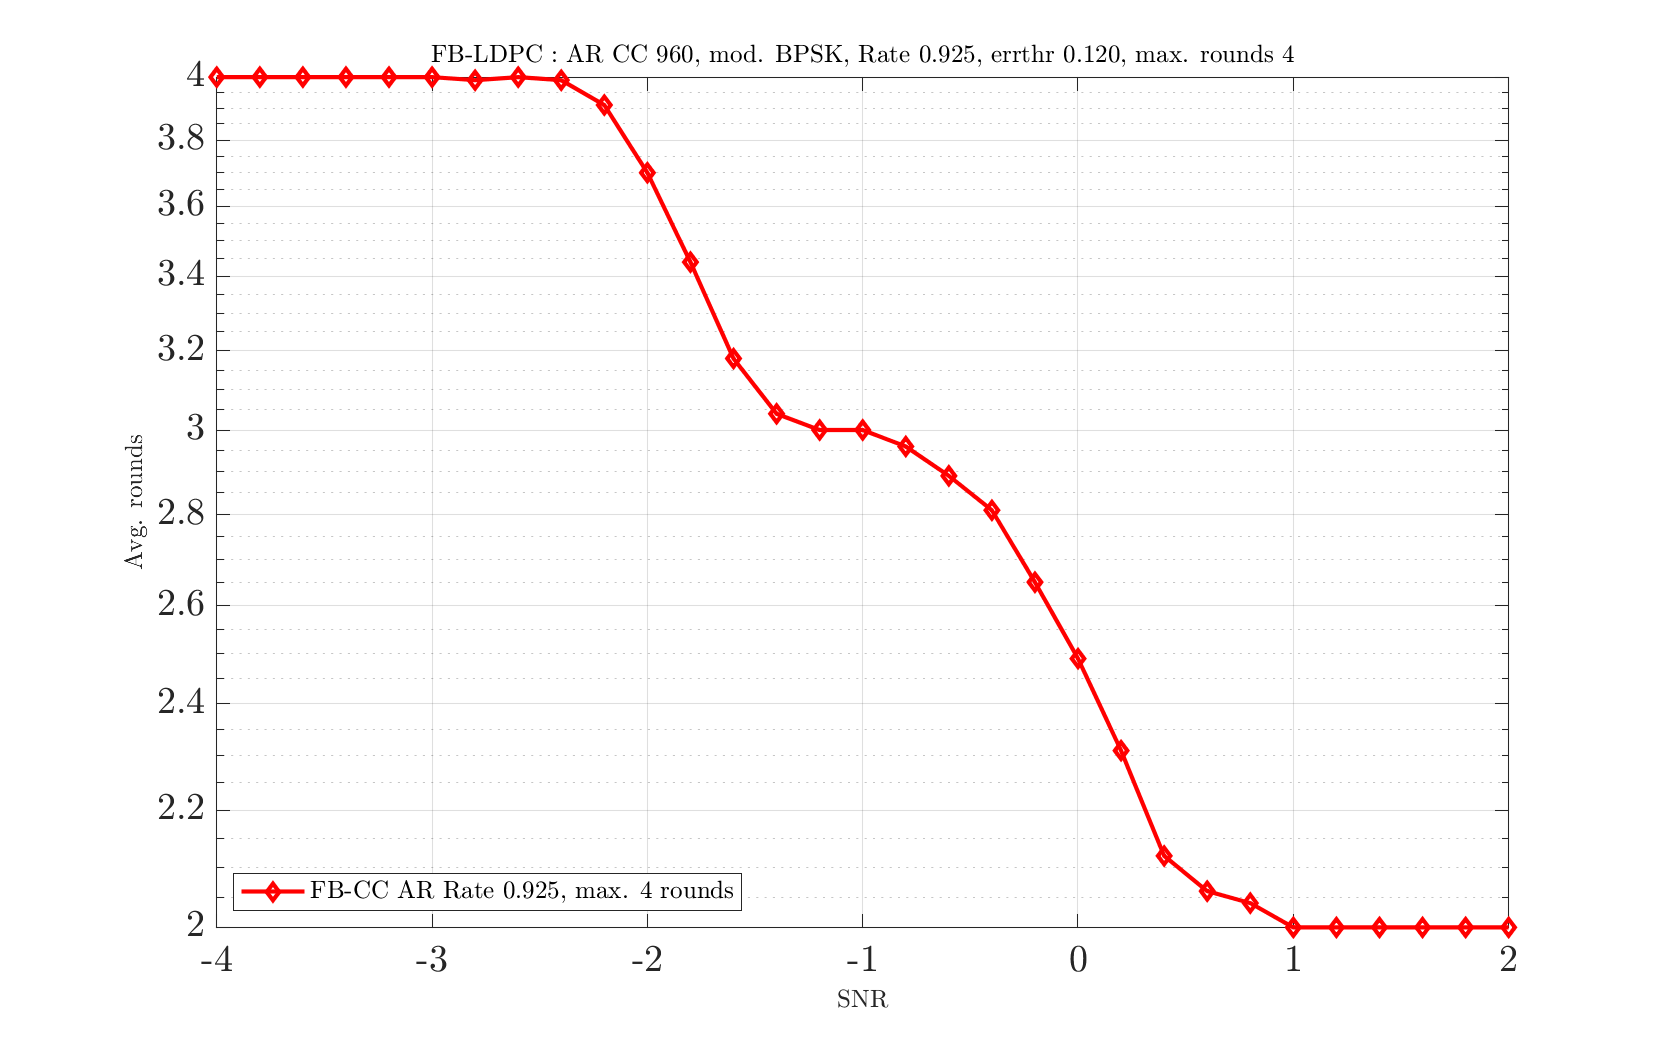 FB-LDPC : AR CC 960, mod. BPSK, Rate 0.925, errthr 0.120, max. rounds 4
4
3.8
3.6
3.4
3.2
3
2.8
2.6
2.4
2.2
2
Avg. rounds
FB-CC AR Rate 0.925, max. 4 rounds
-4 -3 -2 -1 0 1 2
SNR